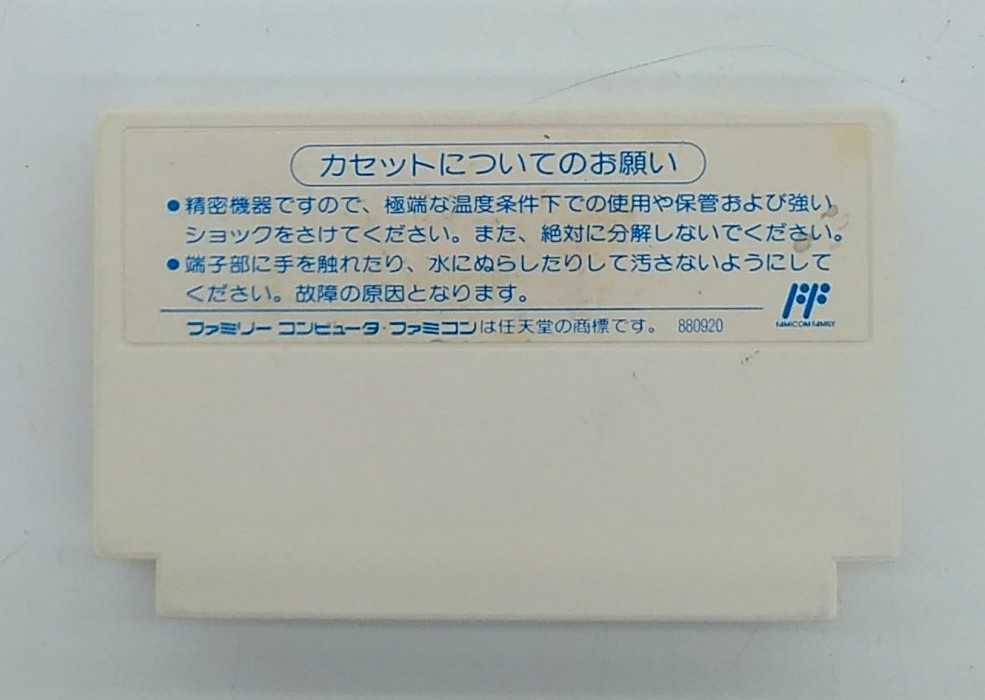 カセットについてのお願い
●精密機器ですので、極端な温度条件下での使用や保管および強い
ショックをさけてください。また、絶対に分解しないでください。
●端子部に手を触れたり、水にぬらしたりして汚さないようにして
ください。故障の原因となります。
FAMICOM FAMILY
ファミリーコンピュータ・ファミコンは任天堂の商標です。 880920